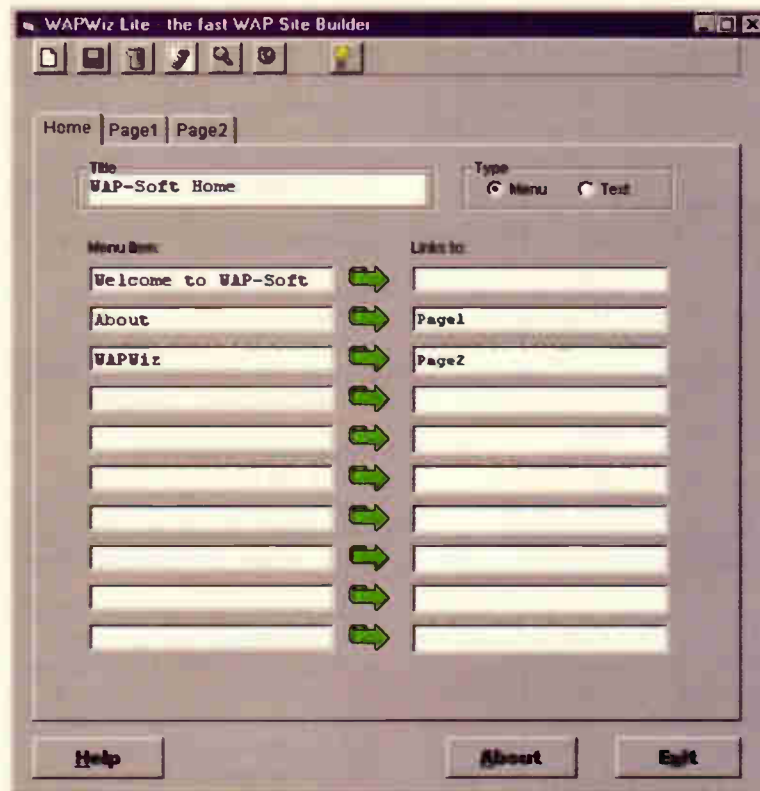 WAPWiz Lite - the fast WAP Site Builder
Home Page1 Page2
Title
WAP-Soft Home
Type
Menu Text
Menu Item: Links to:
Welcome to WAP-Soft
About Page1
WAPWiz Page2
Help About Exit